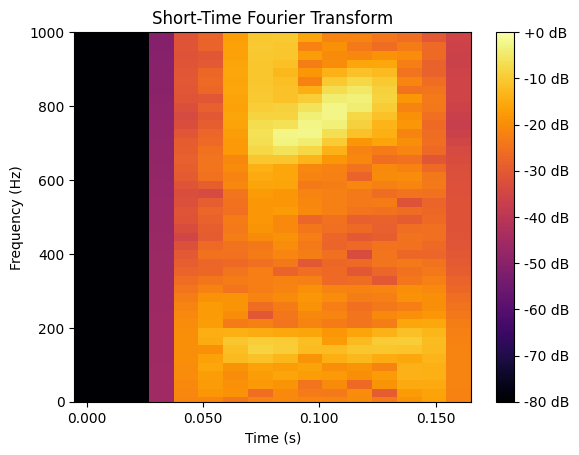 Short-Time Fourier Transform
Frequency (Hz)
1000
800
600
400
200
0
0.000
0.050
0.100
0.150
Time (s)
+0 dB
-10 dB
-20 dB
-30 dB
-40 dB
-50 dB
-60 dB
-70 dB
-80 dB